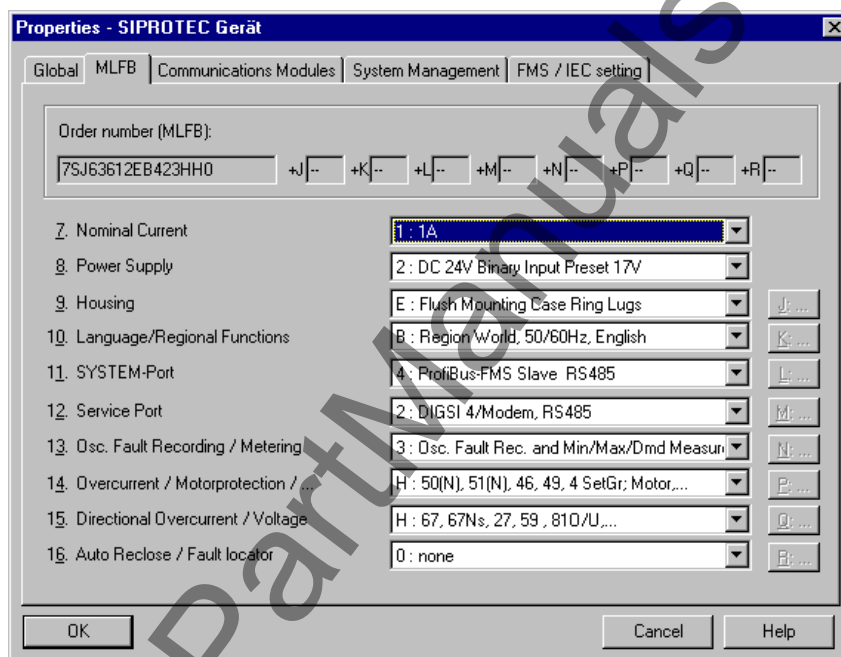 Properties - SIPROTEC Gerät
Global MLFB Communications Modules System Management FMS / IEC setting
Order number (MLFB):
7SJ63612EB423HH0 +J -- +K -- +L -- +M -- +N -- +P -- +Q -- +R --
7. Nominal Current 1 : 1A
8. Power Supply 2 : DC 24V Binary Input Preset 17V
9. Housing E : Flush Mounting Case Ring Lugs J: ...
10. Language/Regional Functions B : Region World, 50/60Hz, English K: ...
11. SYSTEM-Port 4 : ProfiBus-FMS Slave RS485 L: ...
12. Service Port 2 : DIGSI 4/Modem, RS485 M: ...
13. Osc. Fault Recording / Metering 3 : Osc. Fault Rec. and Min/Max/Dmd Measur N: ...
14. Overcurrent / Motorprotection / ... H : 50(N), 51(N), 46, 49, 4 SetGr; Motor,... P: ...
15. Directional Overcurrent / Voltage H : 67, 67Ns, 27, 59 , 81O/U,... Q: ...
16. Auto Reclose / Fault locator 0 : none R: ...
OK Cancel Help
PartManuals